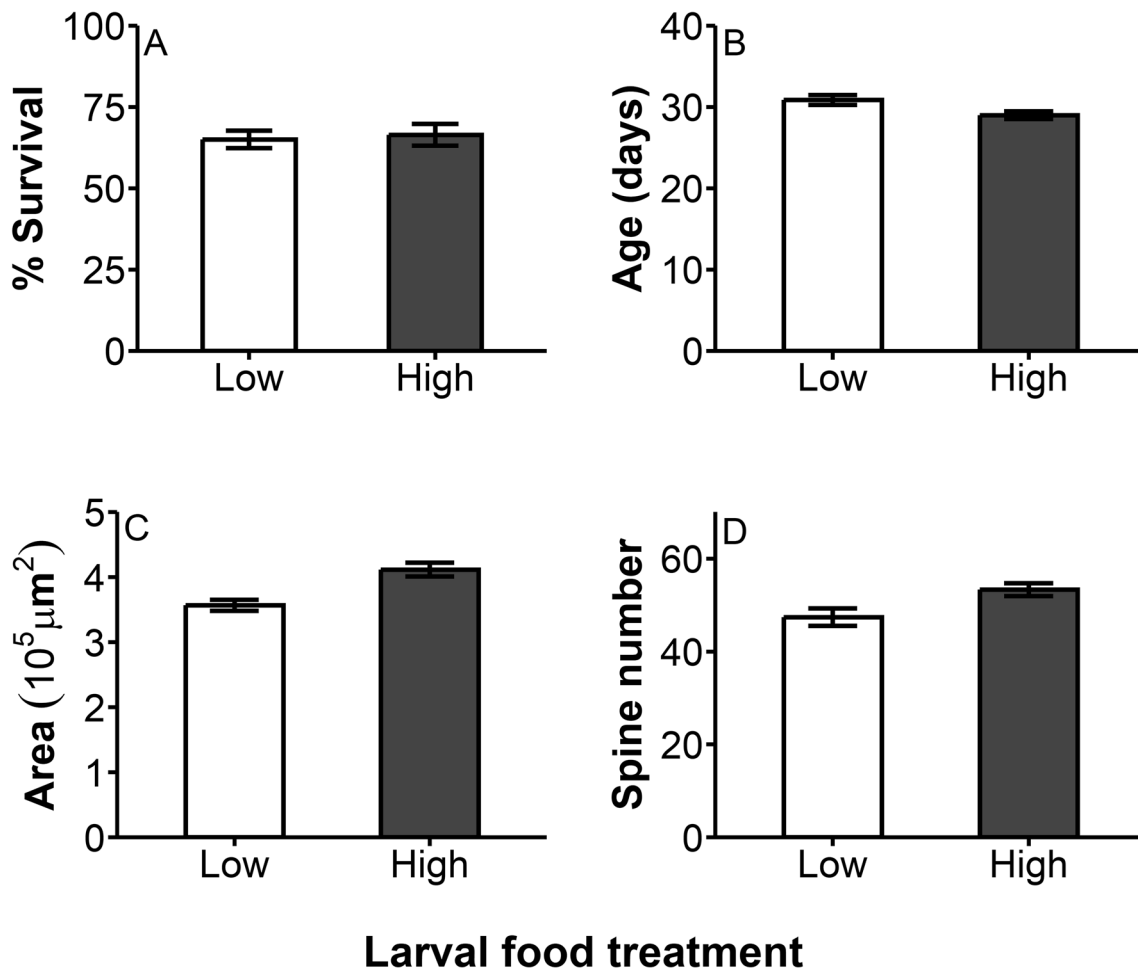 A
% Survival
100
75
50
25
0
Low High
B
Age (days)
40
30
20
10
0
Low High
C
Area (10⁵μm²)
5
4
3
2
1
0
Low High
D
Spine number
60
40
20
0
Low High
Larval food treatment